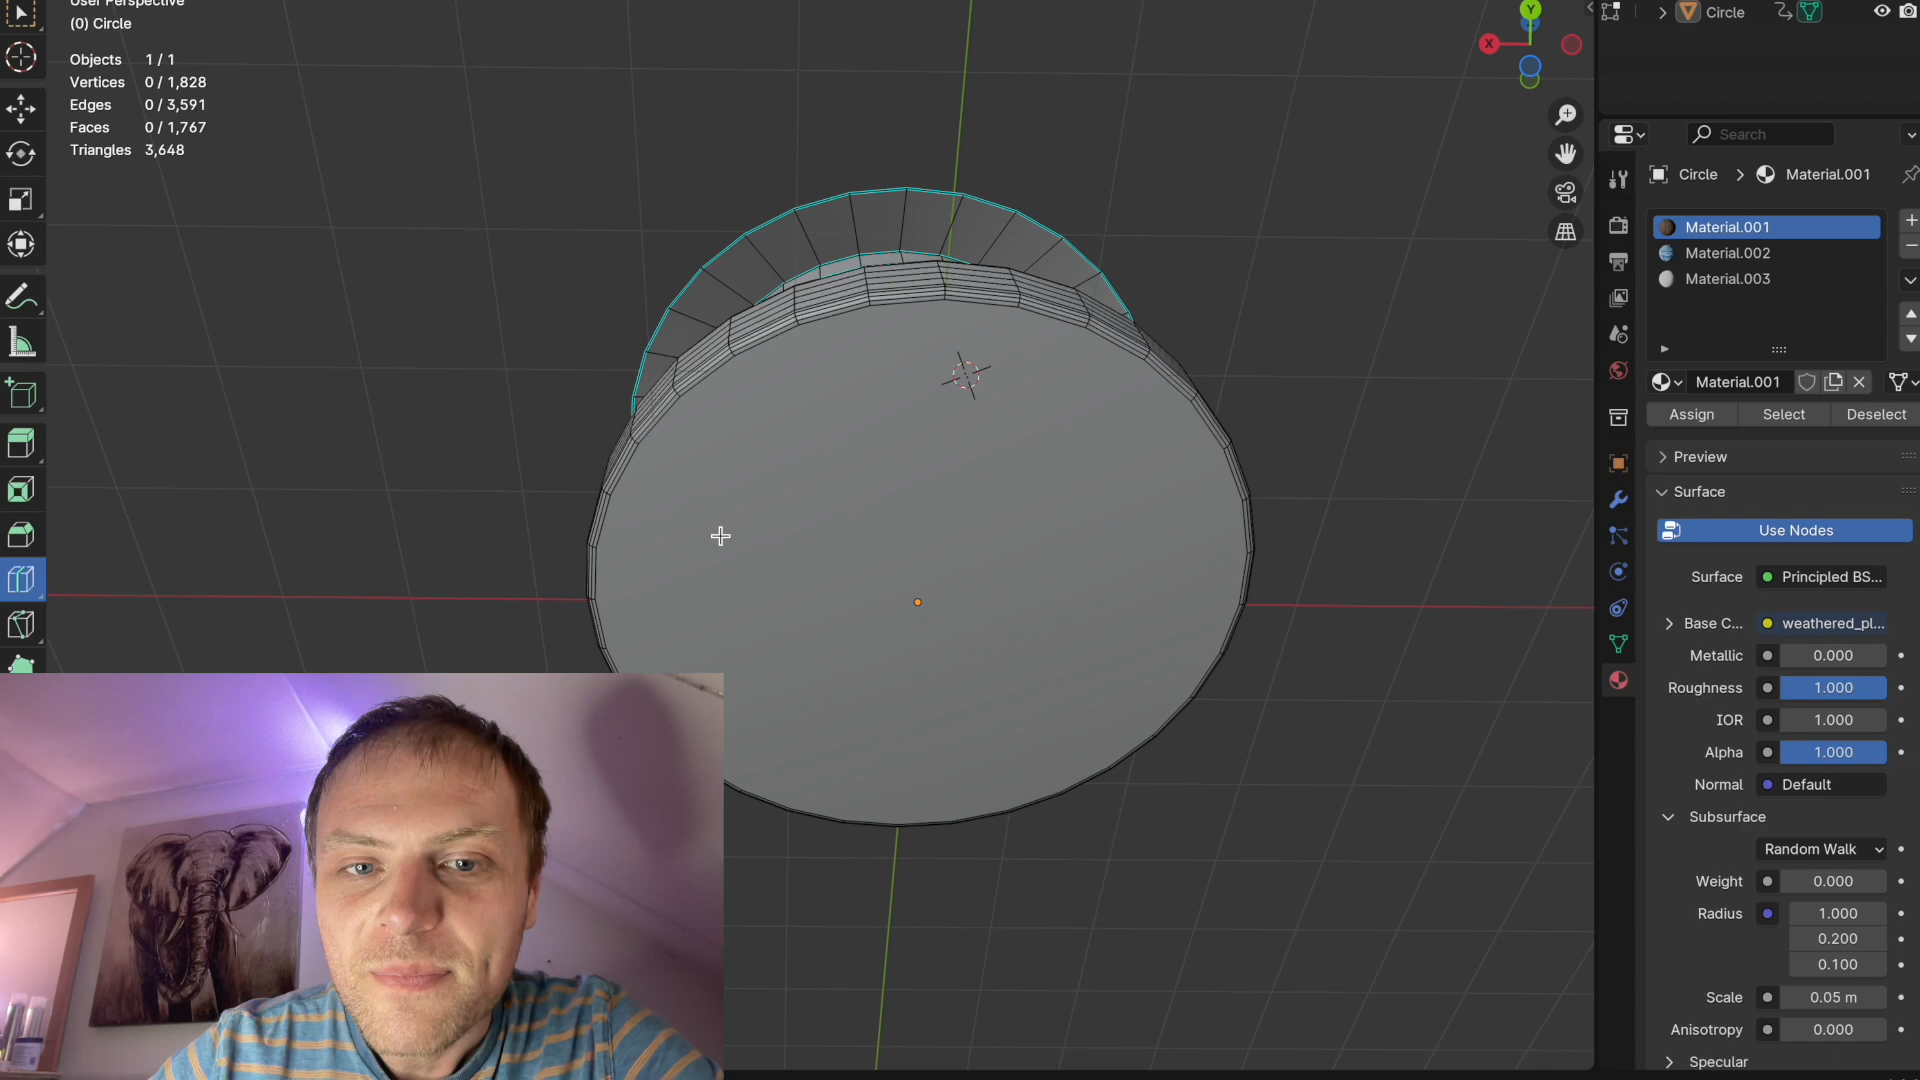 User Perspective
(0) Circle
Objects 1 / 1
Vertices 0 / 1,828
Edges 0 / 3,591
Faces 0 / 1,767
Triangles 3,648
Y
X
Circle
Search
Circle
Material.001
Material.001
Material.002
Material.003
Material.001
Assign
Select
Deselect
Preview
Surface
Use Nodes
Surface Principled BS...
Base C... weathered_pl...
Metallic 0.000
Roughness 1.000
IOR 1.000
Alpha 1.000
Normal Default
Subsurface
Random Walk
Weight 0.000
Radius 1.000
0.200
0.100
Scale 0.05 m
Anisotropy 0.000
Specular